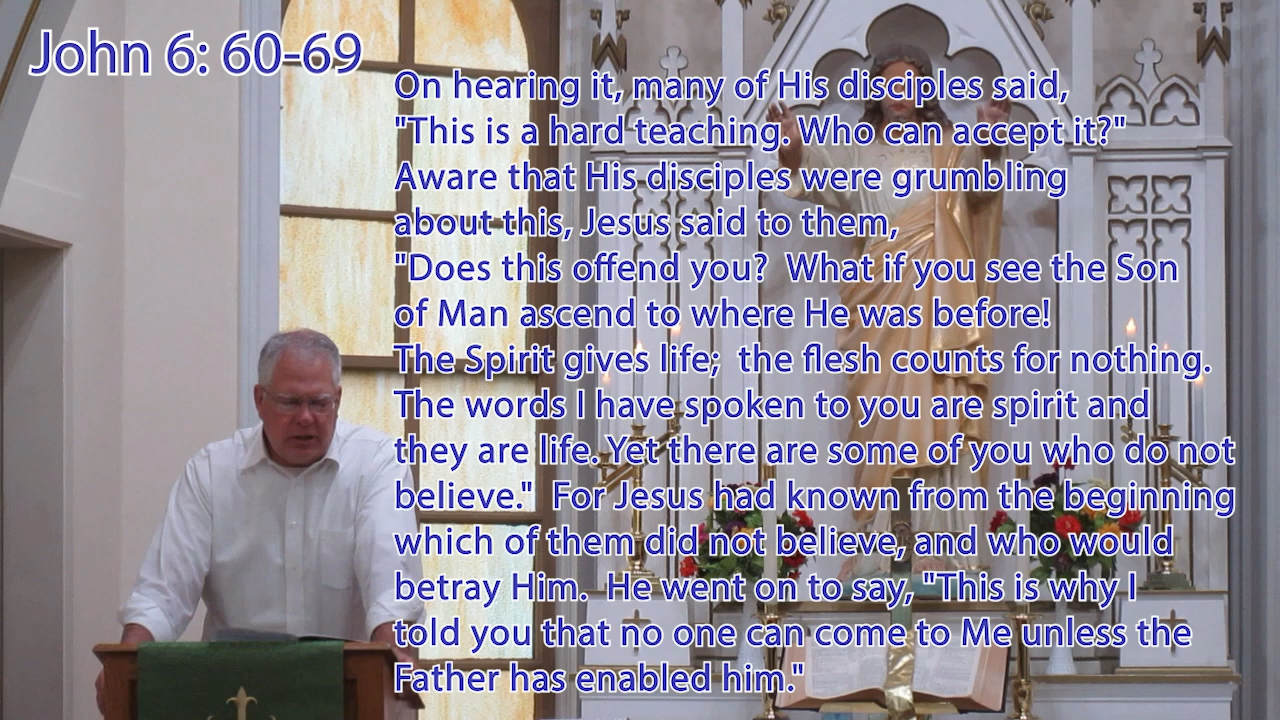 John 6: 60-69
On hearing it, many of His disciples said,
"This is a hard teaching. Who can accept it?"
Aware that His disciples were grumbling
about this, Jesus said to them,
"Does this offend you?  What if you see the Son
of Man ascend to where He was before!
The Spirit gives life;  the flesh counts for nothing.
The words I have spoken to you are spirit and
they are life. Yet there are some of you who do not
believe."  For Jesus had known from the beginning
which of them did not believe, and who would
betray Him.  He went on to say, "This is why I
told you that no one can come to Me unless the
Father has enabled him."